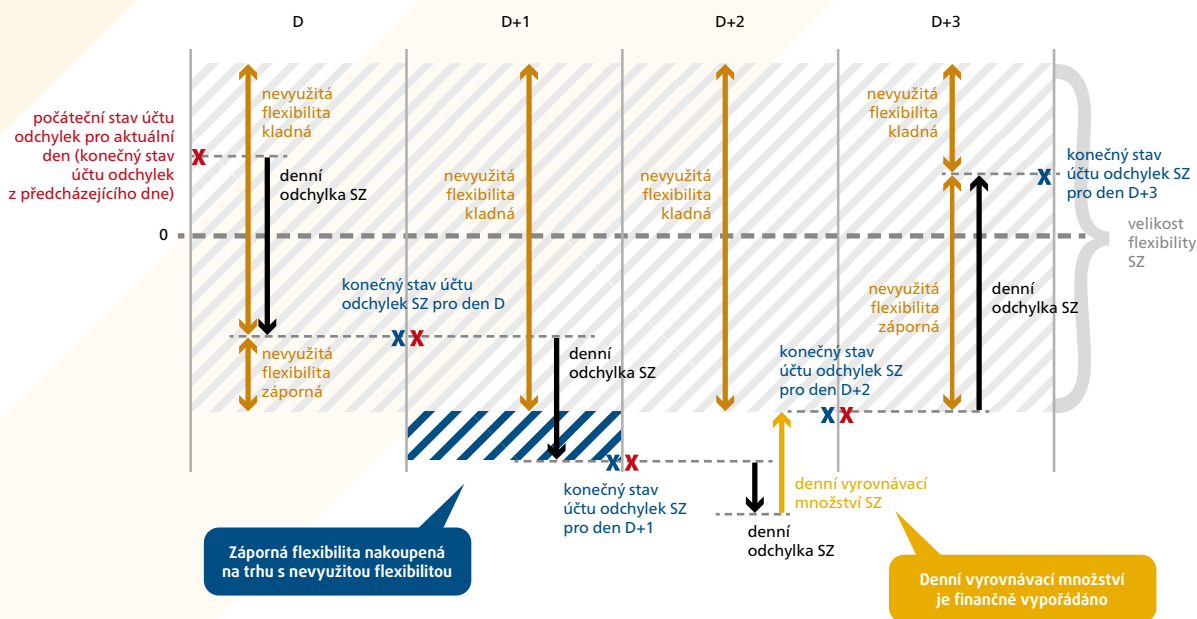 D
D+1
D+2
D+3
nevyužitá
flexibilita
kladná
počáteční stav účtu
odchylek pro aktuální
den (konečný stav
účtu odchylek
z předcházejícího dne)
X
denní
odchylka SZ
nevyužitá
flexibilita
kladná
nevyužitá
flexibilita
kladná
nevyužitá
flexibilita
kladná
konečný stav
účtu odchylek SZ
pro den D+3
X
velikost
flexibility
SZ
0
konečný stav účtu
odchylek SZ pro den D
X X
nevyužitá
flexibilita
záporná
denní
odchylka SZ
nevyužitá
flexibilita
záporná
denní
odchylka SZ
konečný stav
účtu odchylek SZ
pro den D+2
X X
X X
konečný stav
účtu odchylek SZ
pro den D+1
denní vyrovnávací
množství SZ
denní
odchylka SZ
Záporná flexibilita nakoupená
na trhu s nevyužitou flexibilitou
Denní vyrovnávací množství
je finančně vypořádáno